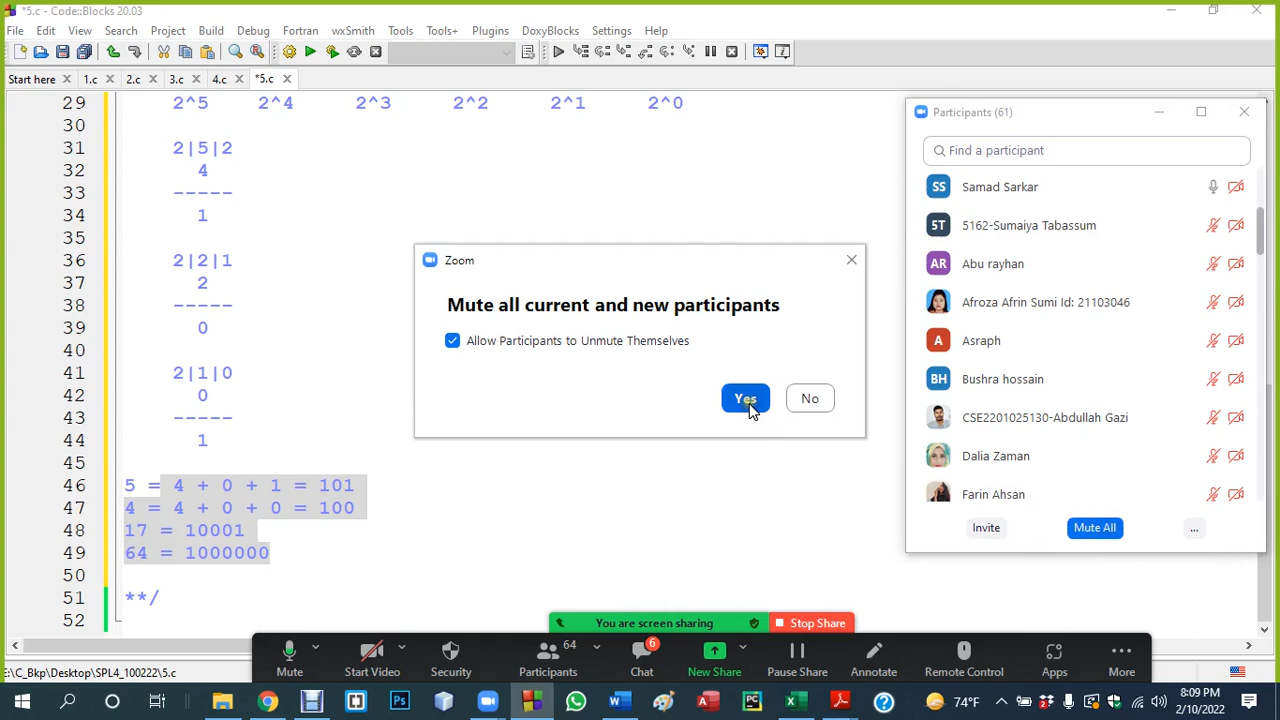 *5.c - Code::Blocks 20.03
File Edit View Search Project Build Debug Fortran wxSmith Tools Tools+ Plugins DoxyBlocks Settings Help
Start here 1.c 2.c 3.c 4.c *5.c
29 2^5 2^4 2^3 2^2 2^1 2^0
30
31 2|5|2
32 4
33 -----
34 1
35
36 2|2|1
37 2
38 -----
39 0
40
41 2|1|0
42 0
43 -----
44 1
45
46 5 = 4 + 0 + 1 = 101
47 4 = 4 + 0 + 0 = 100
48 17 = 10001
49 64 = 1000000
50
51 **/
52
Zoom
Mute all current and new participants
Allow Participants to Unmute Themselves
Yes No
Participants (61)
Find a participant
SS Samad Sarkar
5T 5162-Sumaiya Tabassum
AR Abu rayhan
Afroza Afrin Sumi Id: 21103046
A Asraph
BH Bushra hossain
CSE2201025130-Abdullah Gazi
Dalia Zaman
Farin Ahsan
Invite Mute All ...
You are screen sharing Stop Share
64 6
Mute Start Video Security Participants Chat New Share Pause Share Annotate Remote Control Apps More
:\C_Bkp\Desktop\SPL4_100222\5.c
74°F
8:09 PM
2/10/2022